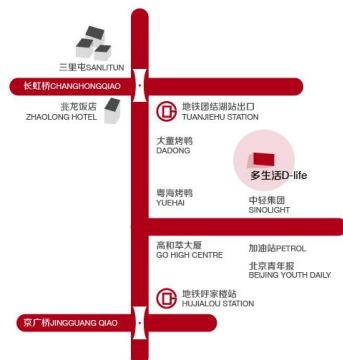 三里屯SANLITUN
长虹桥CHANGHONGQIAO
兆龙饭店
ZHAOLONG HOTEL
地铁团结湖站出口
TUANJIEHU STATION
大董烤鸭
DADONG
多生活D-life
粤海烤鸭
YUEHAI
中轻集团
SINOLIGHT
高和萃大厦
GO HIGH CENTRE
加油站PETROL
北京青年报
BEIJING YOUTH DAILY
地铁呼家楼站
HUJIALOU STATION
京广桥JINGGUANG QIAO